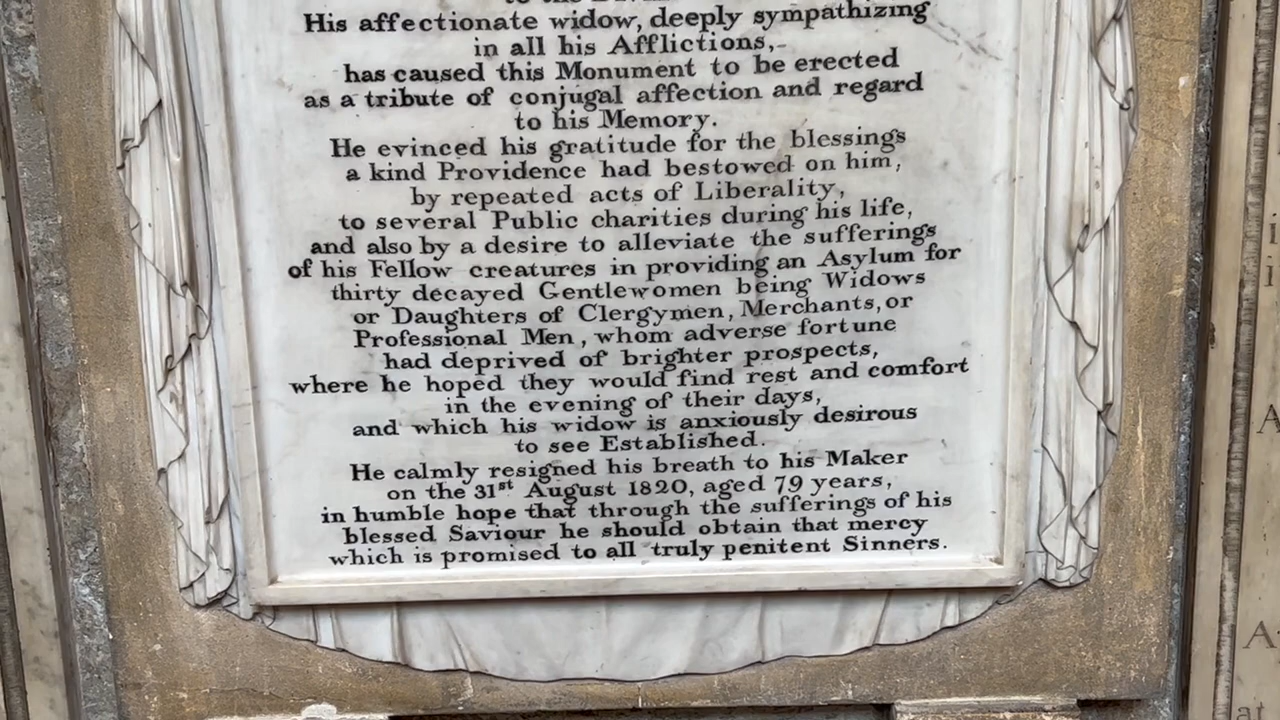 His affectionate widow, deeply sympathizing
in all his Afflictions,-
has caused this Monument to be erected
as a tribute of conjugal affection and regard
to his Memory.
He evinced his gratitude for the blessings
a kind Providence had bestowed on him,
by repeated acts of Liberality,
to several Public charities during his life,
and also by a desire to alleviate the sufferings
of his Fellow creatures in providing an Asylum for
thirty decayed Gentlewomen being Widows
or Daughters of Clergymen, Merchants, or
Professional Men, whom adverse fortune
had deprived of brighter prospects,
where he hoped they would find rest and comfort
in the evening of their days,
and which his widow is anxiously desirous
to see Established.
He calmly resigned his breath to his Maker
on the 31st August 1820, aged 79 years,
in humble hope that through the sufferings of his
blessed Saviour he should obtain that mercy
which is promised to all truly penitent Sinners.